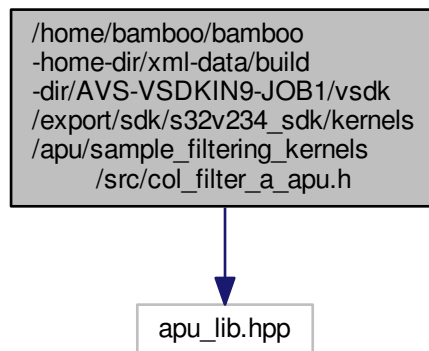 /home/bamboo/bamboo
-home-dir/xml-data/build
-dir/AVS-VSDKIN9-JOB1/vsdk
/export/sdk/s32v234_sdk/kernels
/apu/sample_filtering_kernels
/src/col_filter_a_apu.h
apu_lib.hpp